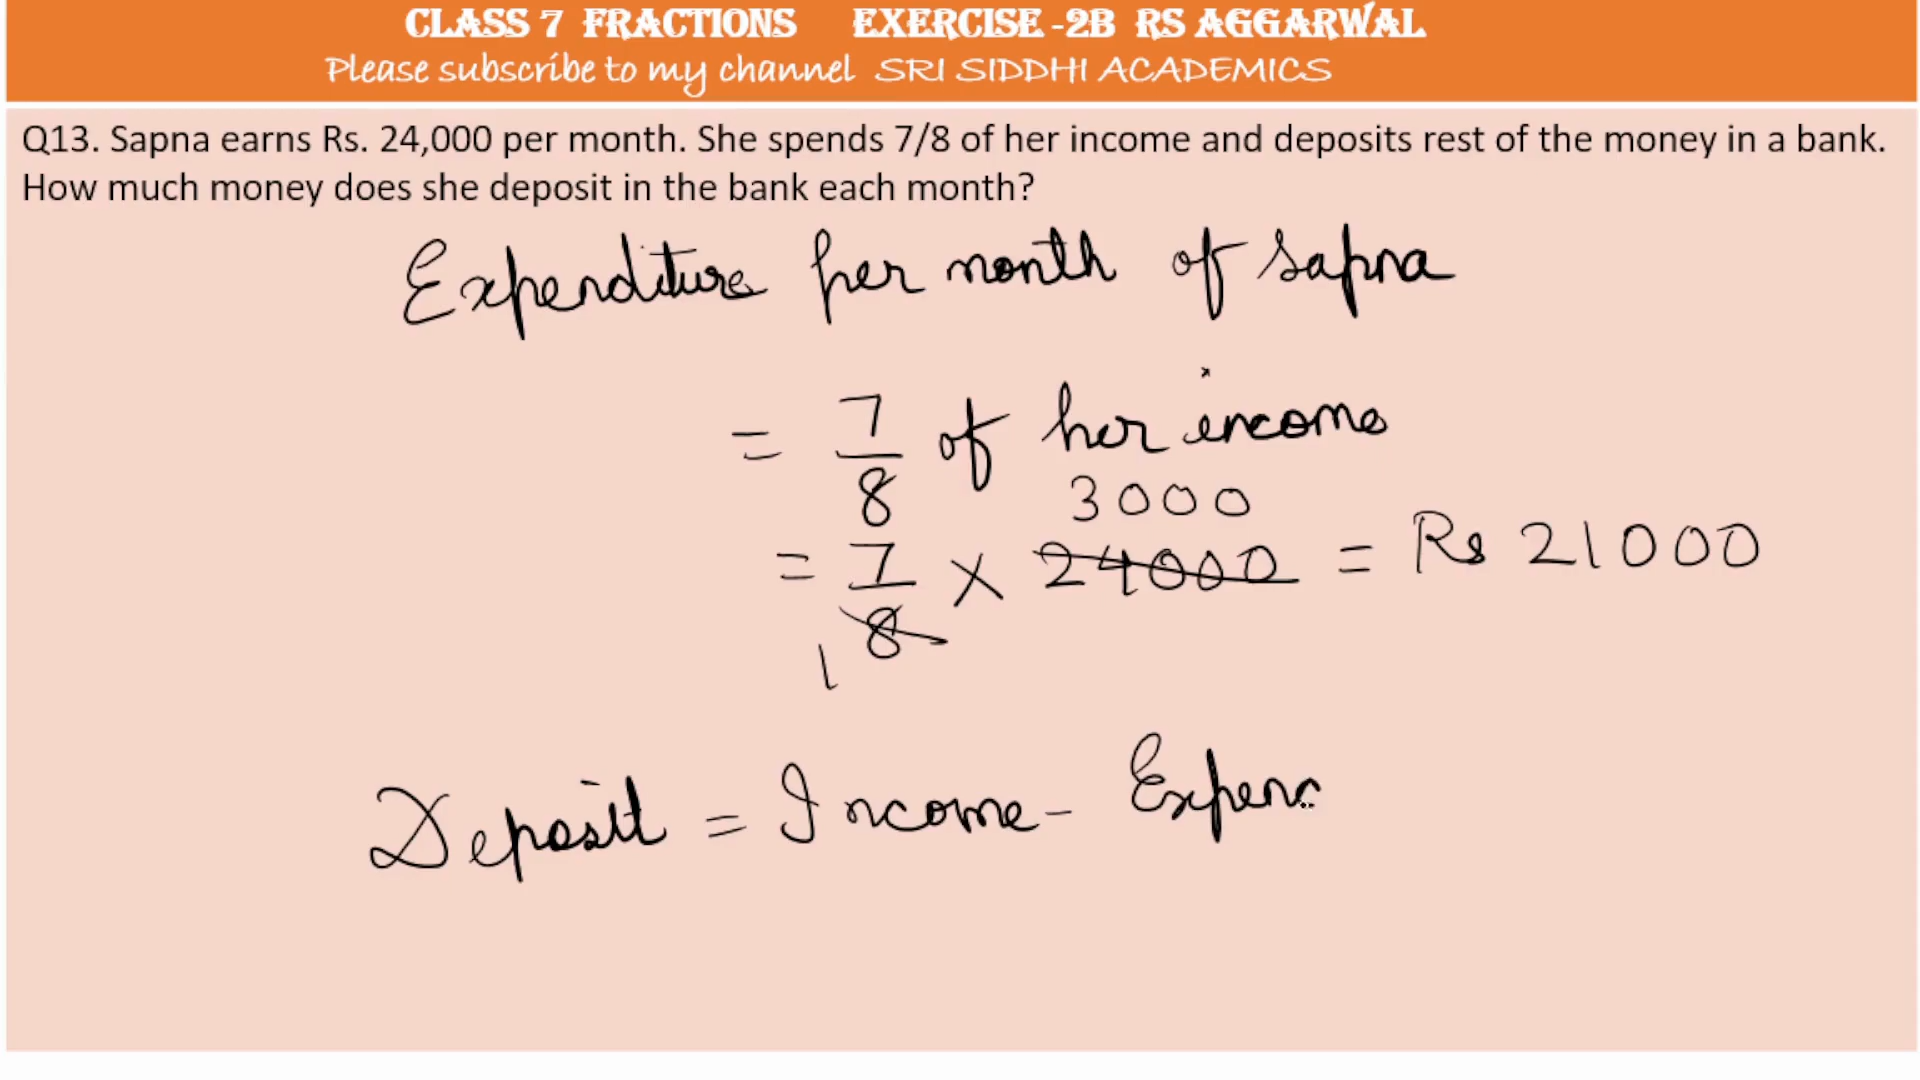 CLASS 7 FRACTIONS EXERCISE -2B RS AGGARWAL
Please subscribe to my channel SRI SIDDHI ACADEMICS
Q13. Sapna earns Rs. 24,000 per month. She spends 7/8 of her income and deposits rest of the money in a bank.
How much money does she deposit in the bank each month?
Expenditure per month of Sapna
= 7/8 of her income
3000
= 7/8 × 24000 = Rs 21000
1
Deposit = Income - Expen